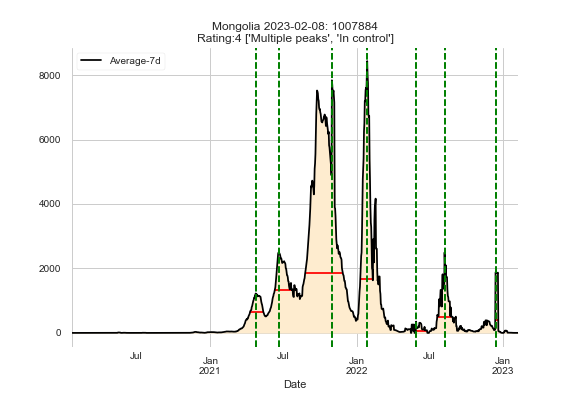 Mongolia 2023-02-08: 1007884
Rating:4 ['Multiple peaks', 'In control']
Average-7d
8000
6000
4000
2000
0
Jul
Jan
2021
Jul
Jan
2022
Jul
Jan
2023
Date